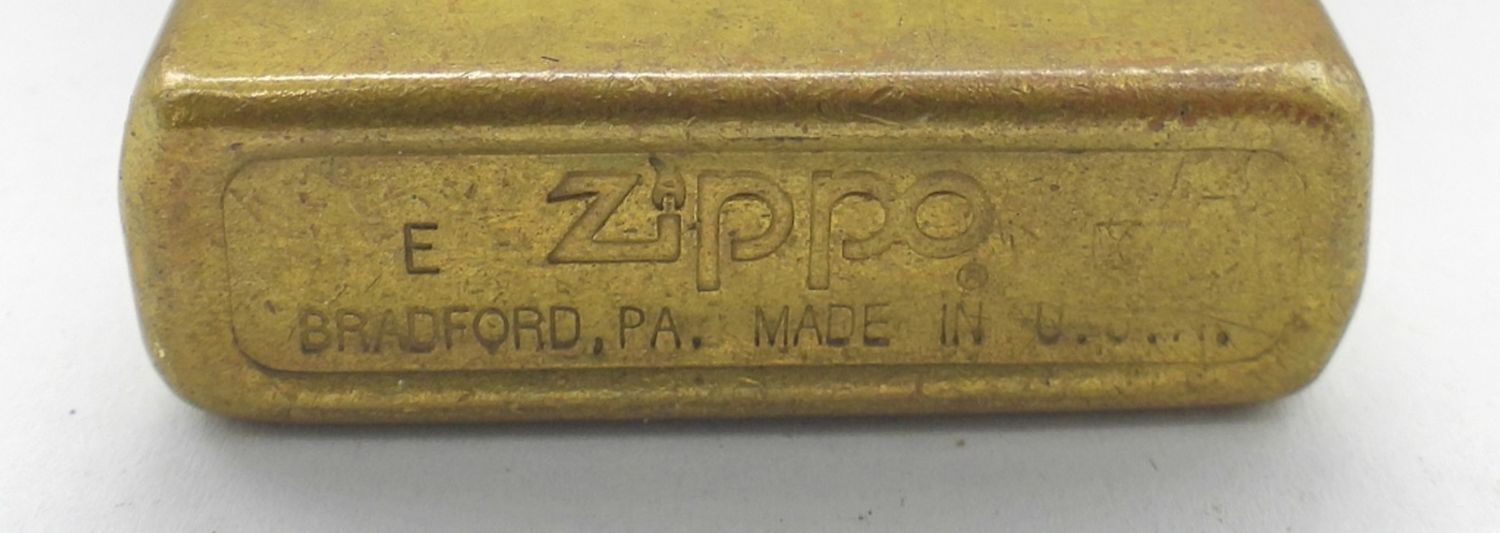 E zippo
BRADFORD, PA. MADE IN U.S.A.